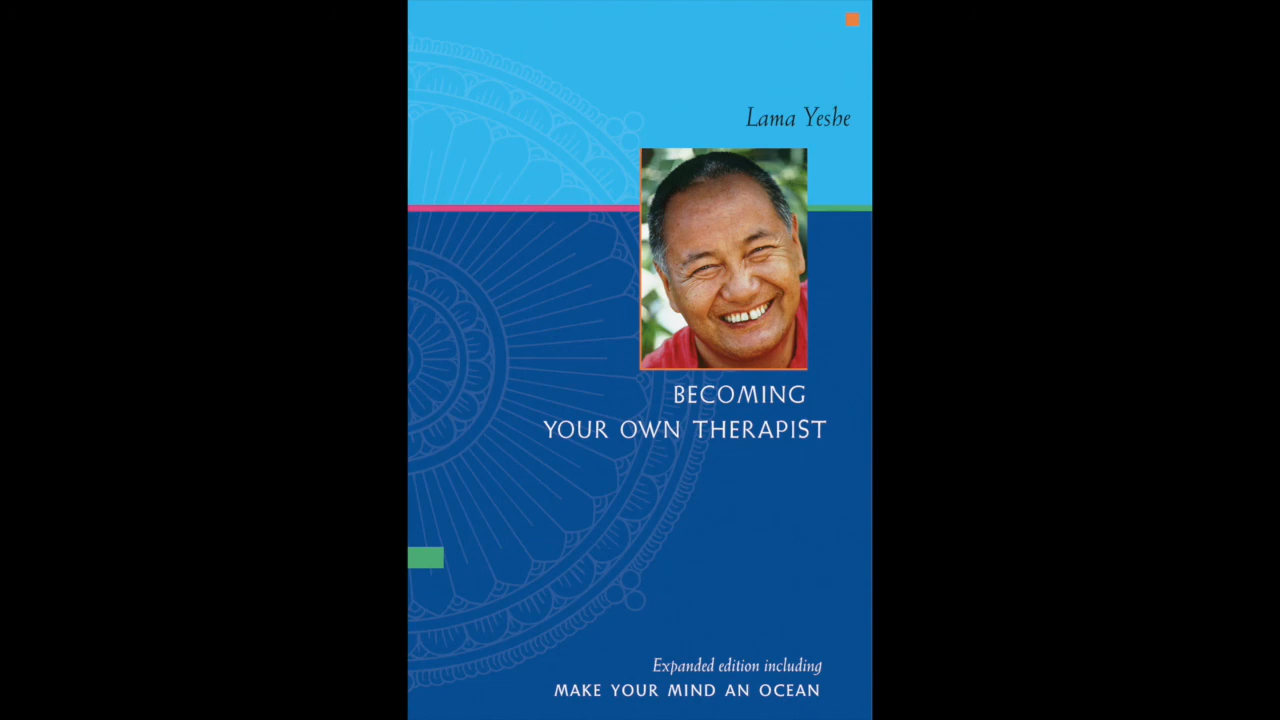 Lama Yeshe
BECOMING
YOUR OWN THERAPIST
Expanded edition including
MAKE YOUR MIND AN OCEAN